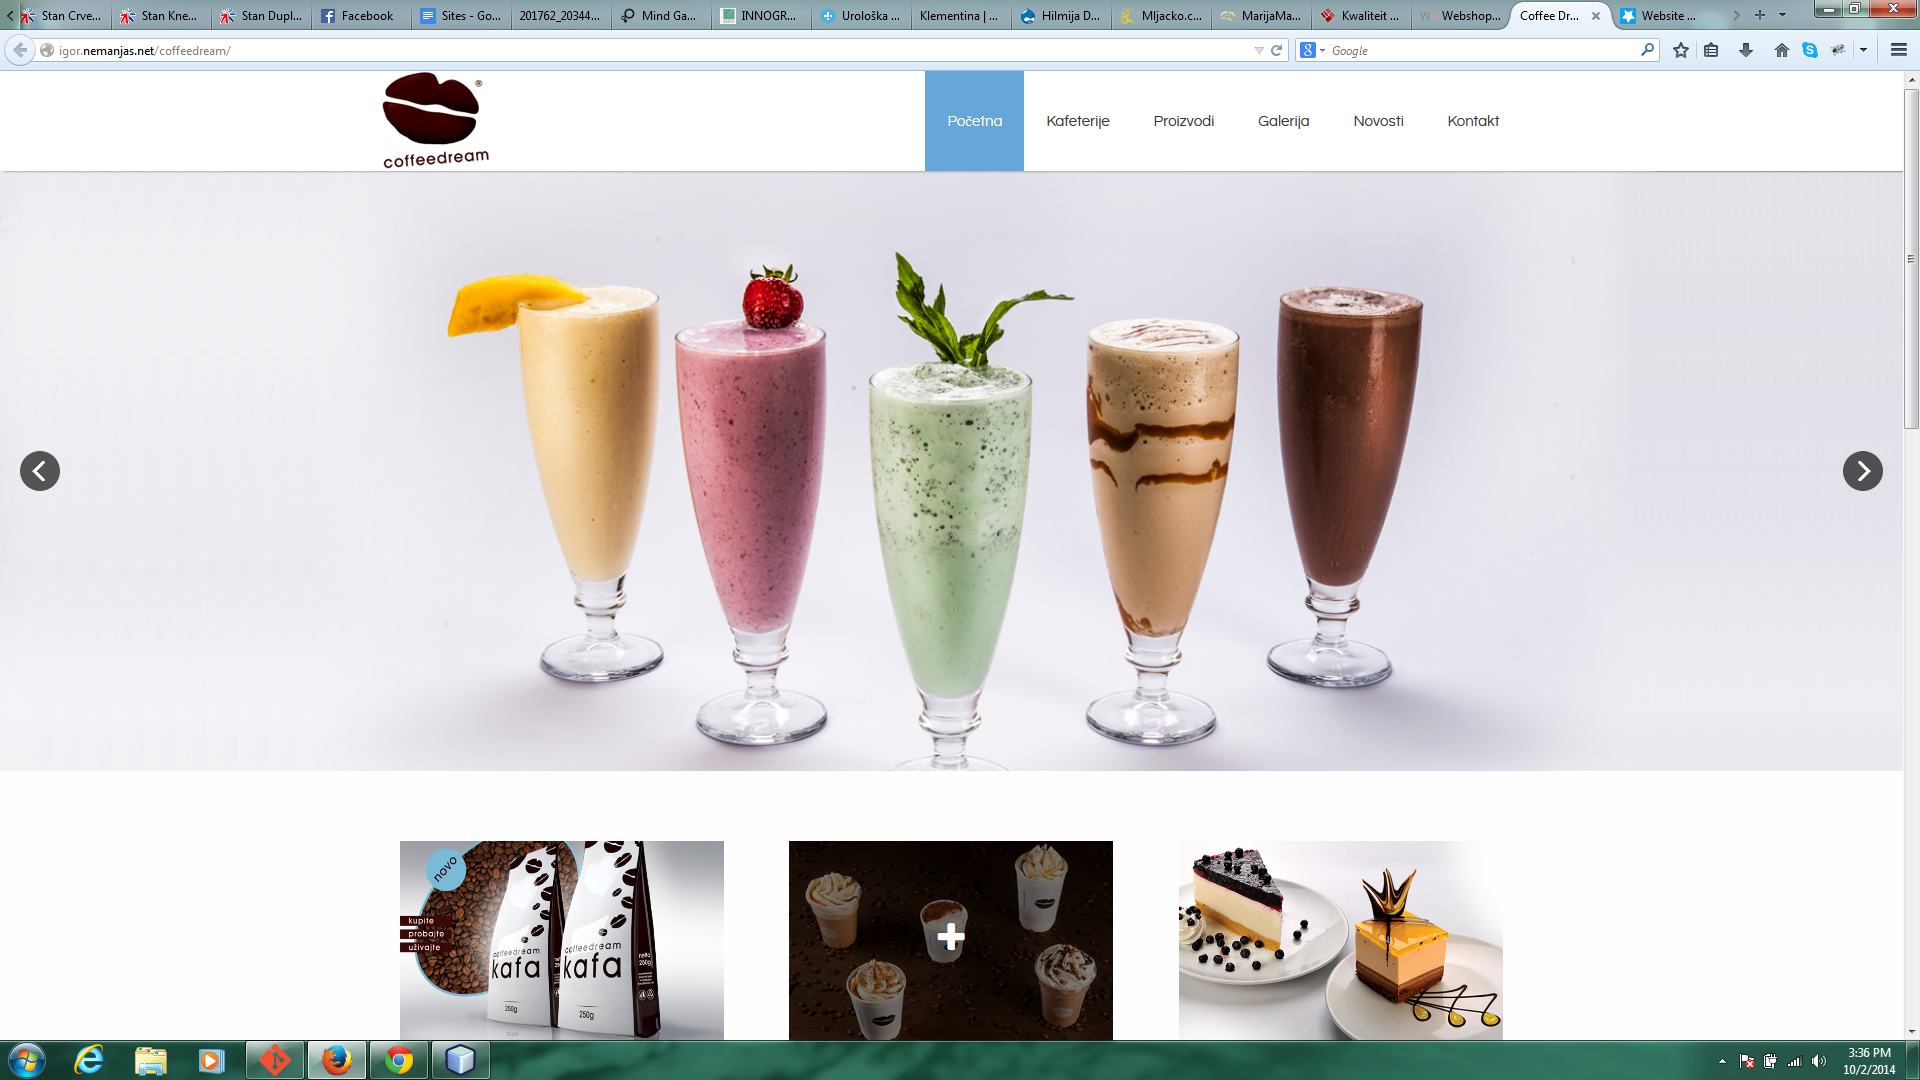 Stan Crve...
Stan Kne...
Stan Dupl...
Facebook
Sites - Go...
201762_20344...
Mind Ga...
INNOGR...
Urološka ...
Klementina | ...
Hilmija D...
Mljacko.c...
MarijaMa...
Kwaliteit ...
Webshop...
Coffee Dr...
Website ...
igor.nemanjas.net/coffeedream/
Google
coffeedream
®
Početna
Kafeterije
Proizvodi
Galerija
Novosti
Kontakt
novo
kupite
probajte
uživajte
coffeedream
kafa
250g
coffeedream
kafa
netto
250g
250g
3:36 PM
10/2/2014